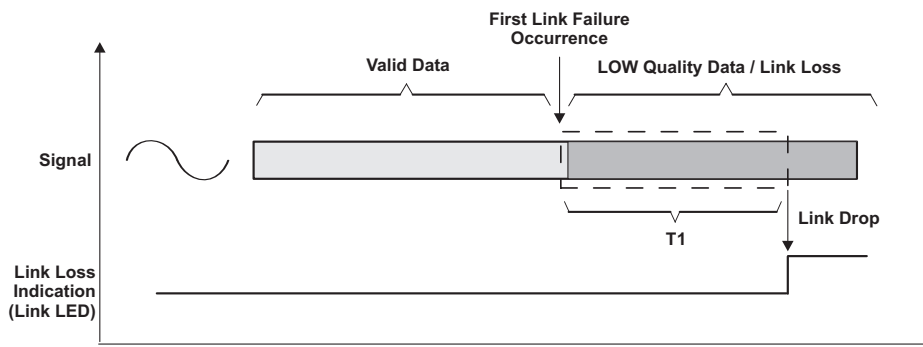 First Link Failure
Occurrence
Valid Data
LOW Quality Data / Link Loss
Signal
T1
Link Drop
Link Loss
Indication
(Link LED)